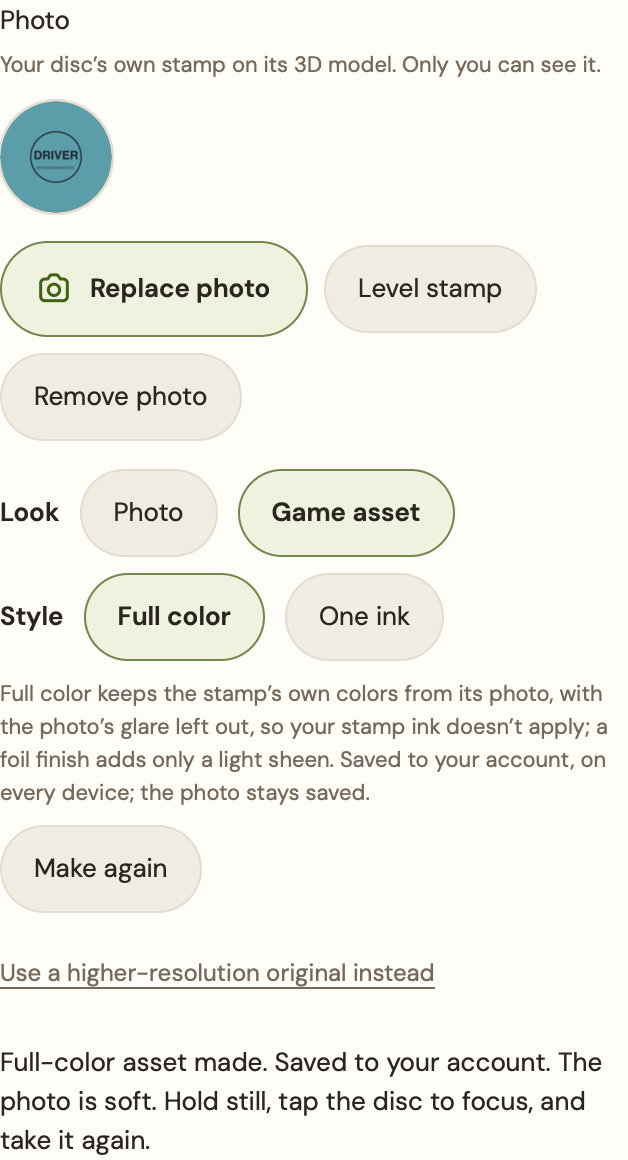 Photo
Your disc’s own stamp on its 3D model. Only you can see it.
DRIVER
Replace photo
Level stamp
Remove photo
Look
Photo
Game asset
Style
Full color
One ink
Full color keeps the stamp’s own colors from its photo, with
the photo’s glare left out, so your stamp ink doesn’t apply; a
foil finish adds only a light sheen. Saved to your account, on
every device; the photo stays saved.
Make again
Use a higher-resolution original instead
Full-color asset made. Saved to your account. The
photo is soft. Hold still, tap the disc to focus, and
take it again.